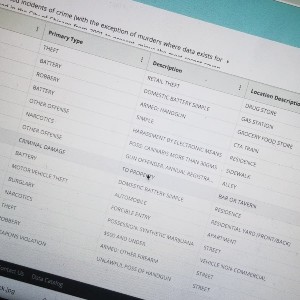 incidents of crime (with the exception of murders where data exists for
Primary Type Description Location Description
THEFT RETAIL THEFT DRUG STORE
BATTERY DOMESTIC BATTERY SIMPLE GAS STATION
ROBBERY ARMED: HANDGUN GROCERY FOOD STORE
BATTERY SIMPLE CTA TRAIN
OTHER OFFENSE HARASSMENT BY ELECTRONIC MEANS RESIDENCE
NARCOTICS POSS: CANNABIS MORE THAN 30GMS SIDEWALK
OTHER OFFENSE GUN OFFENDER: ANNUAL REGISTRA ALLEY
CRIMINAL DAMAGE TO PROPERTY BAR OR TAVERN
BATTERY DOMESTIC BATTERY SIMPLE RESIDENCE
MOTOR VEHICLE THEFT AUTOMOBILE RESIDENTIAL YARD (FRONT/BACK)
BURGLARY FORCIBLE ENTRY APARTMENT
NARCOTICS POSSESSION: SYNTHETIC MARIJUANA STREET
THEFT $500 AND UNDER VEHICLE NON-COMMERCIAL
ROBBERY ARMED: OTHER FIREARM STREET
WEAPONS VIOLATION UNLAWFUL POSS OF HANDGUN STREET
Contact Us Data Catalog
.jpg